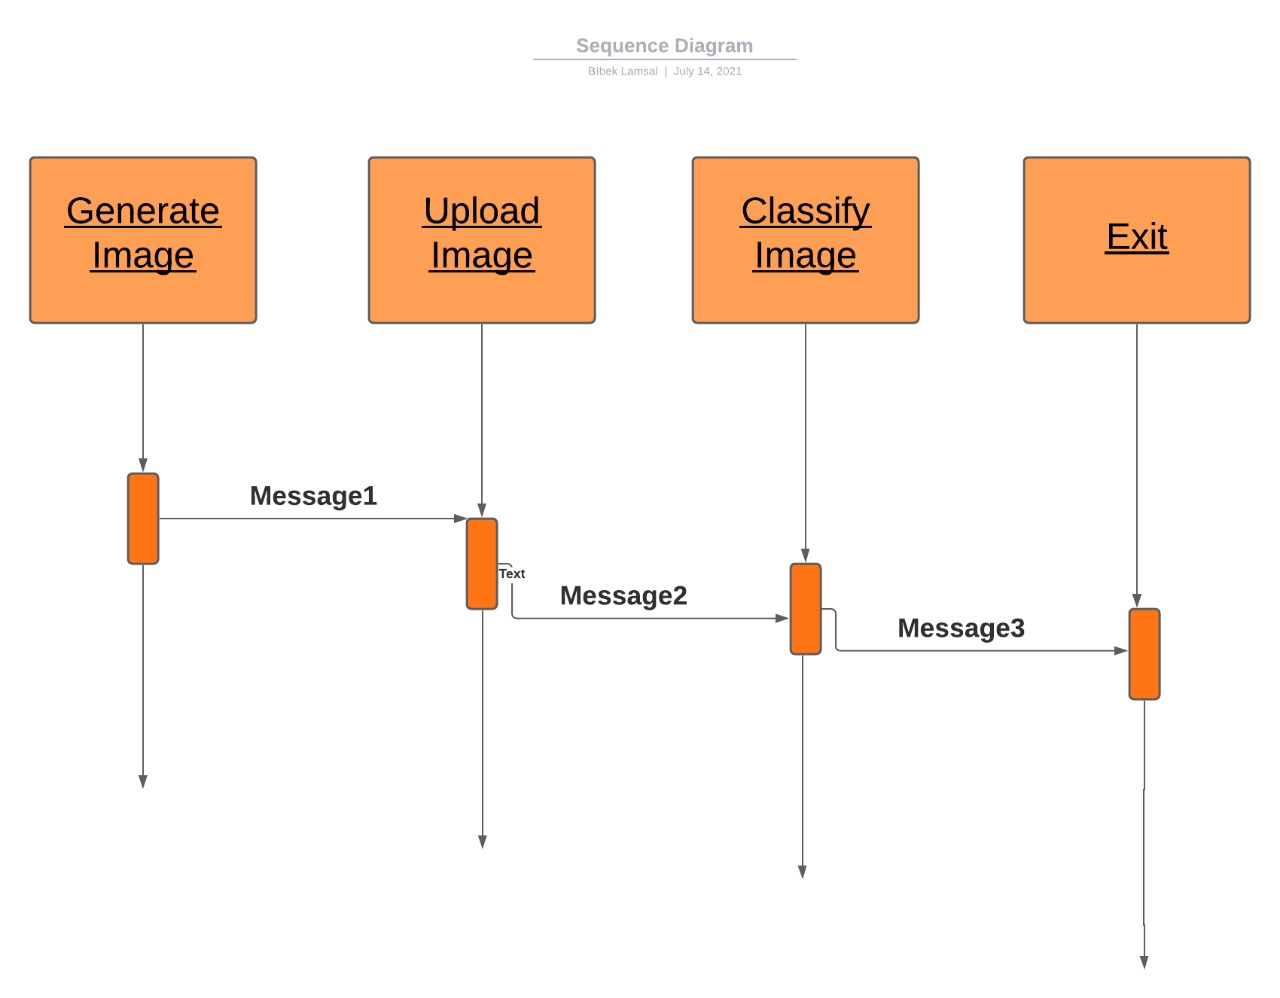 Sequence Diagram
BIbek Lamsal | July 14, 2021
Generate
Image
Upload
Image
Classify
Image
Exit
Message1
Text
Message2
Message3